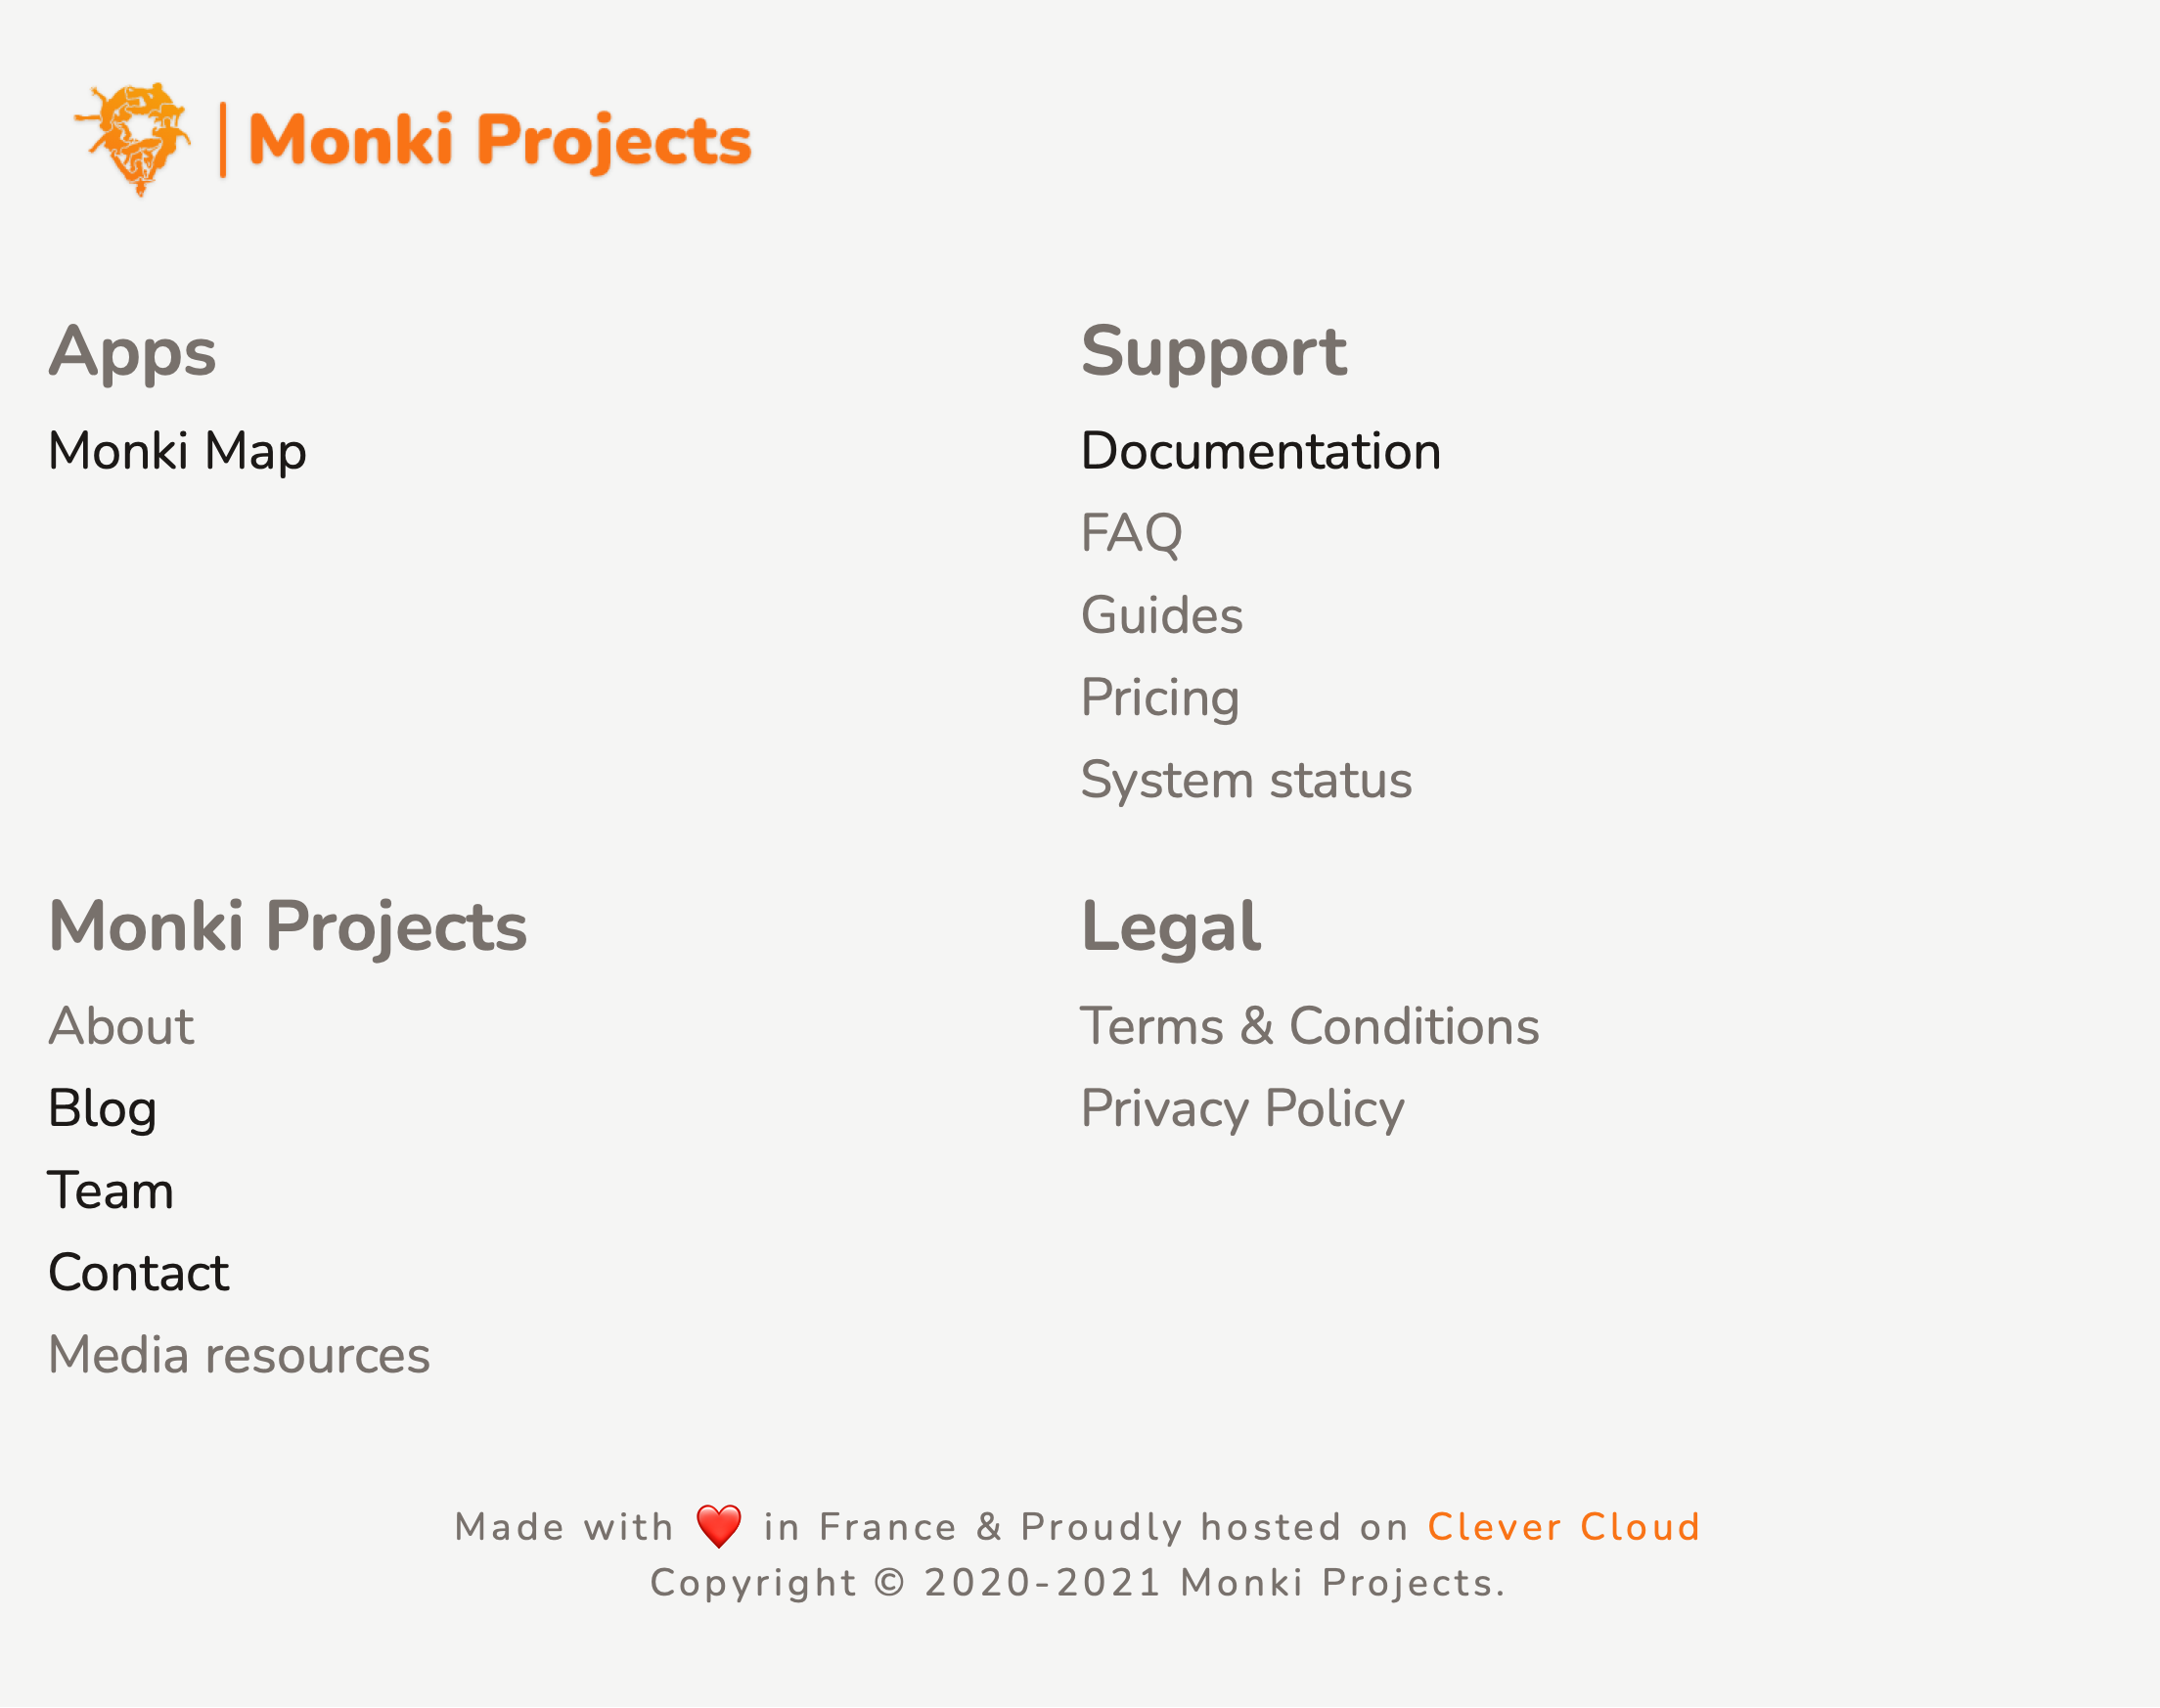 Monki Projects
Apps
Monki Map
Support
Documentation
FAQ
Guides
Pricing
System status
Monki Projects
About
Blog
Team
Contact
Media resources
Legal
Terms & Conditions
Privacy Policy
Made with ❤️ in France & Proudly hosted on Clever Cloud
Copyright © 2020-2021 Monki Projects.